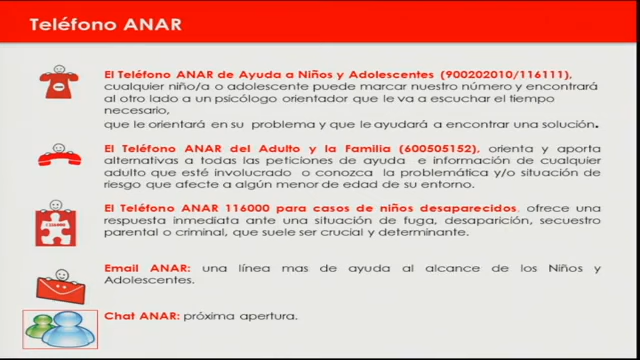 Teléfono ANAR
El Teléfono ANAR de Ayuda a Niños y Adolescentes (900202010/116111),
cualquier niño/a o adolescente puede marcar nuestro número y encontrará
al otro lado a un psicólogo orientador que le va a escuchar el tiempo
necesario,
que le orientará en su problema y que le ayudará a encontrar una solución.
El Teléfono ANAR del Adulto y la Familia (600505152), orienta y aporta
alternativas a todas las peticiones de ayuda e información de cualquier
adulto que esté involucrado o conozca la problemática y/o situación de
riesgo que afecte a algún menor de edad de su entorno.
El Teléfono ANAR 116000 para casos de niños desaparecidos, ofrece una
respuesta inmediata ante una situación de fuga, desaparición, secuestro
parental o criminal, que suele ser crucial y determinante.
Email ANAR: una línea mas de ayuda al alcance de los Niños y
Adolescentes.
Chat ANAR: próxima apertura.